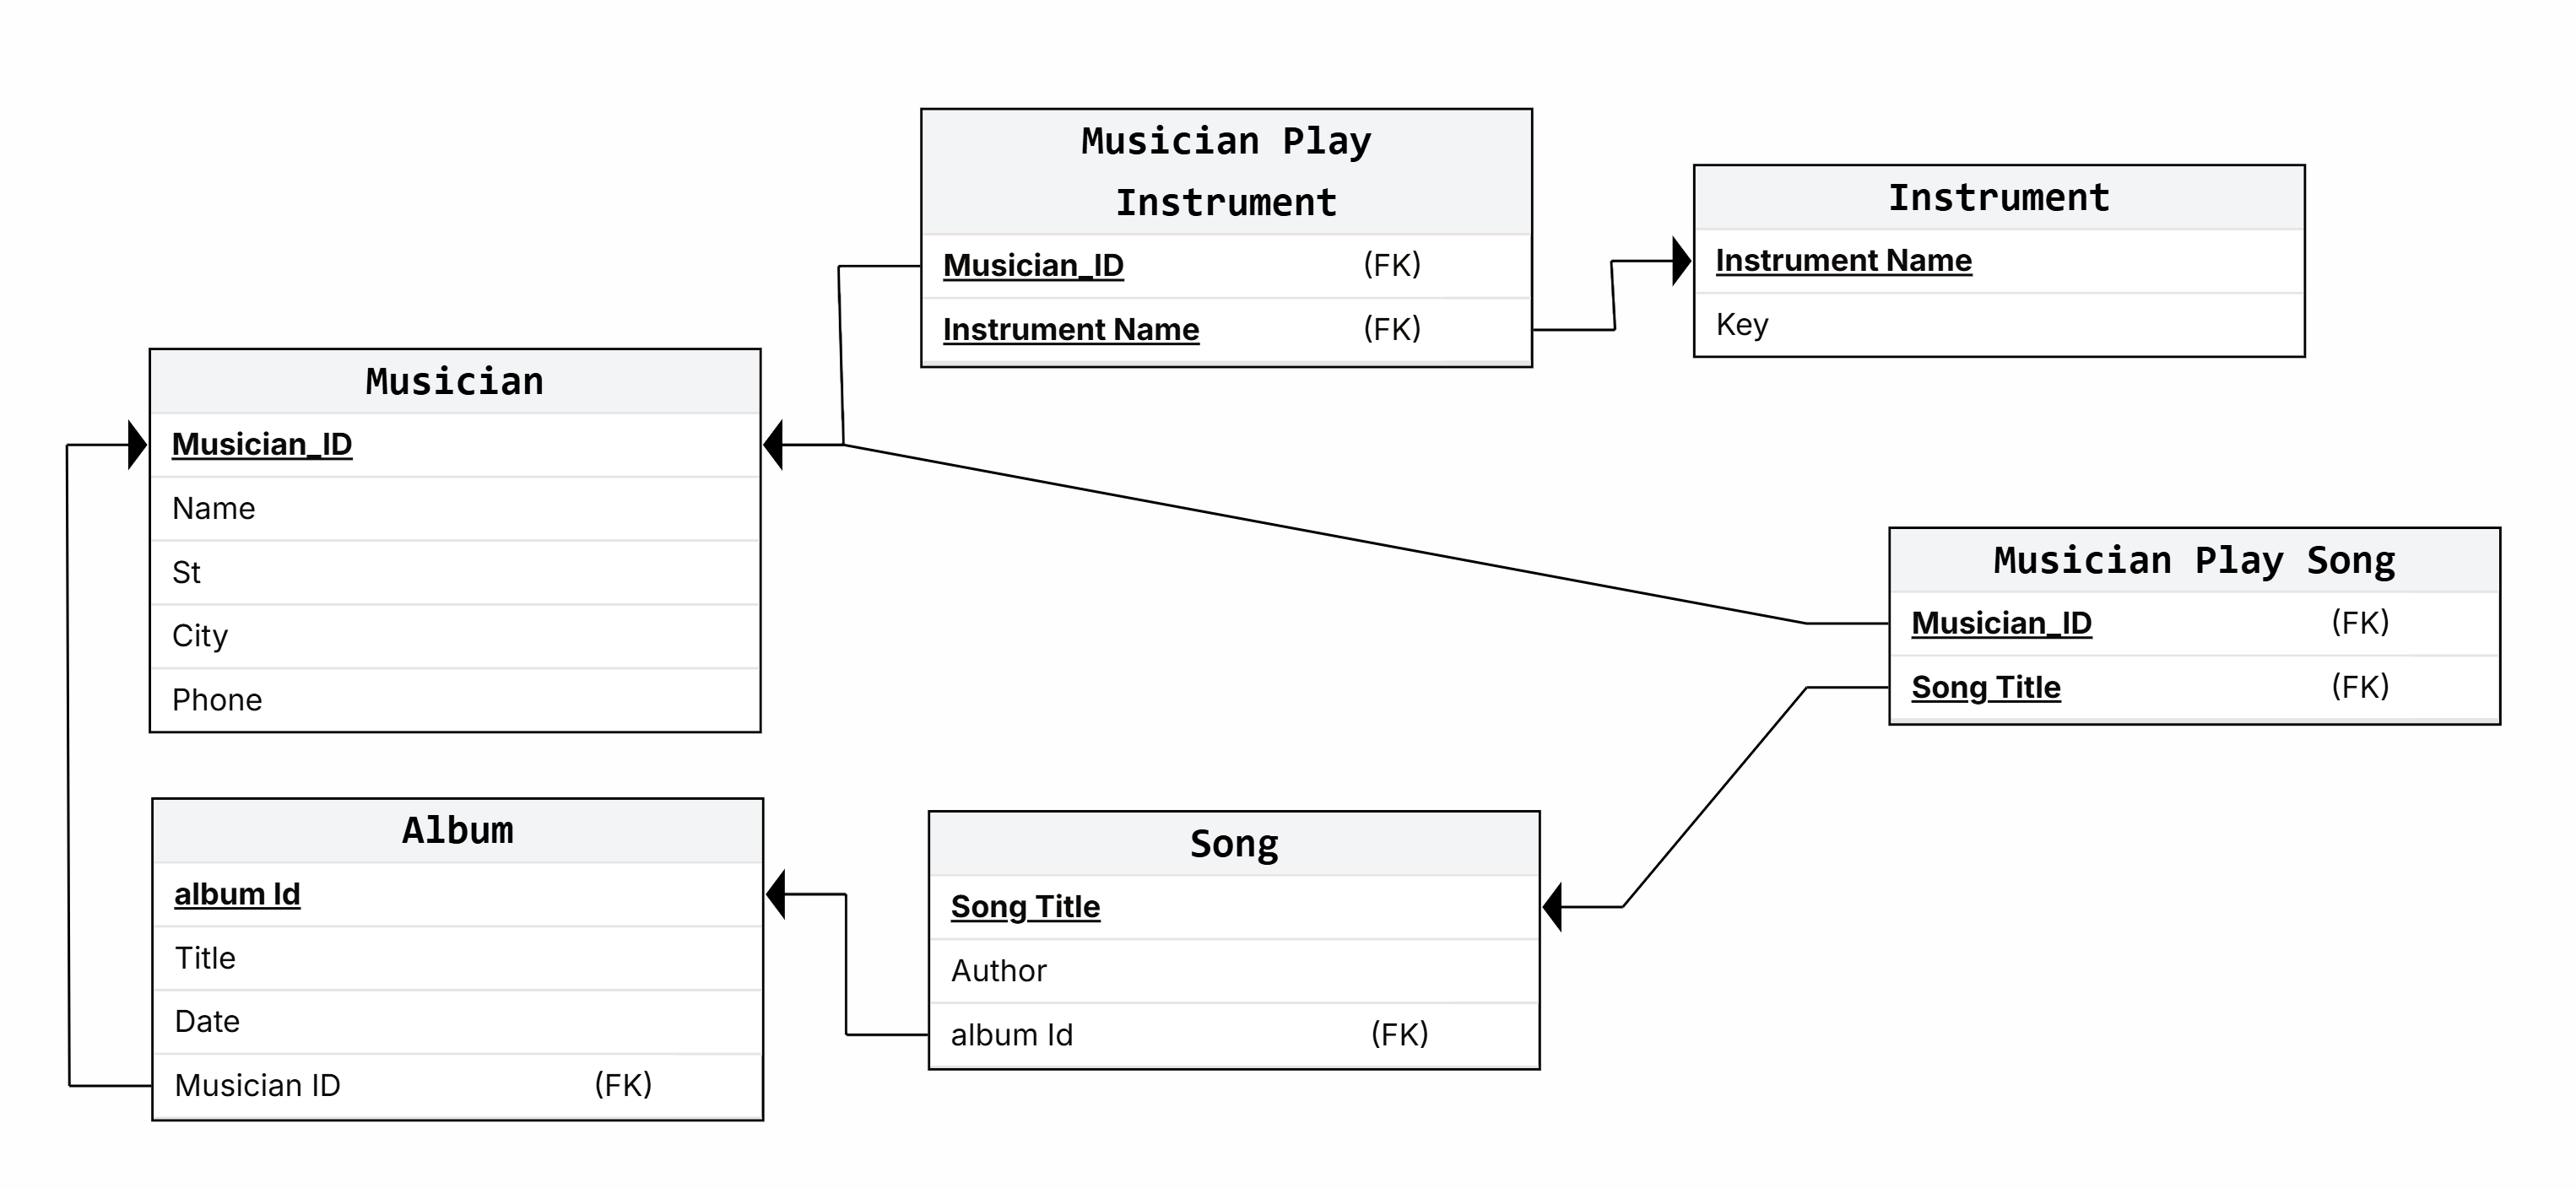 Musician Play
Instrument
Musician_ID (FK)
Instrument Name (FK)
Instrument
Instrument Name
Key
Musician
Musician_ID
Name
St
City
Phone
Musician Play Song
Musician_ID (FK)
Song Title (FK)
Album
album Id
Title
Date
Musician ID (FK)
Song
Song Title
Author
album Id (FK)